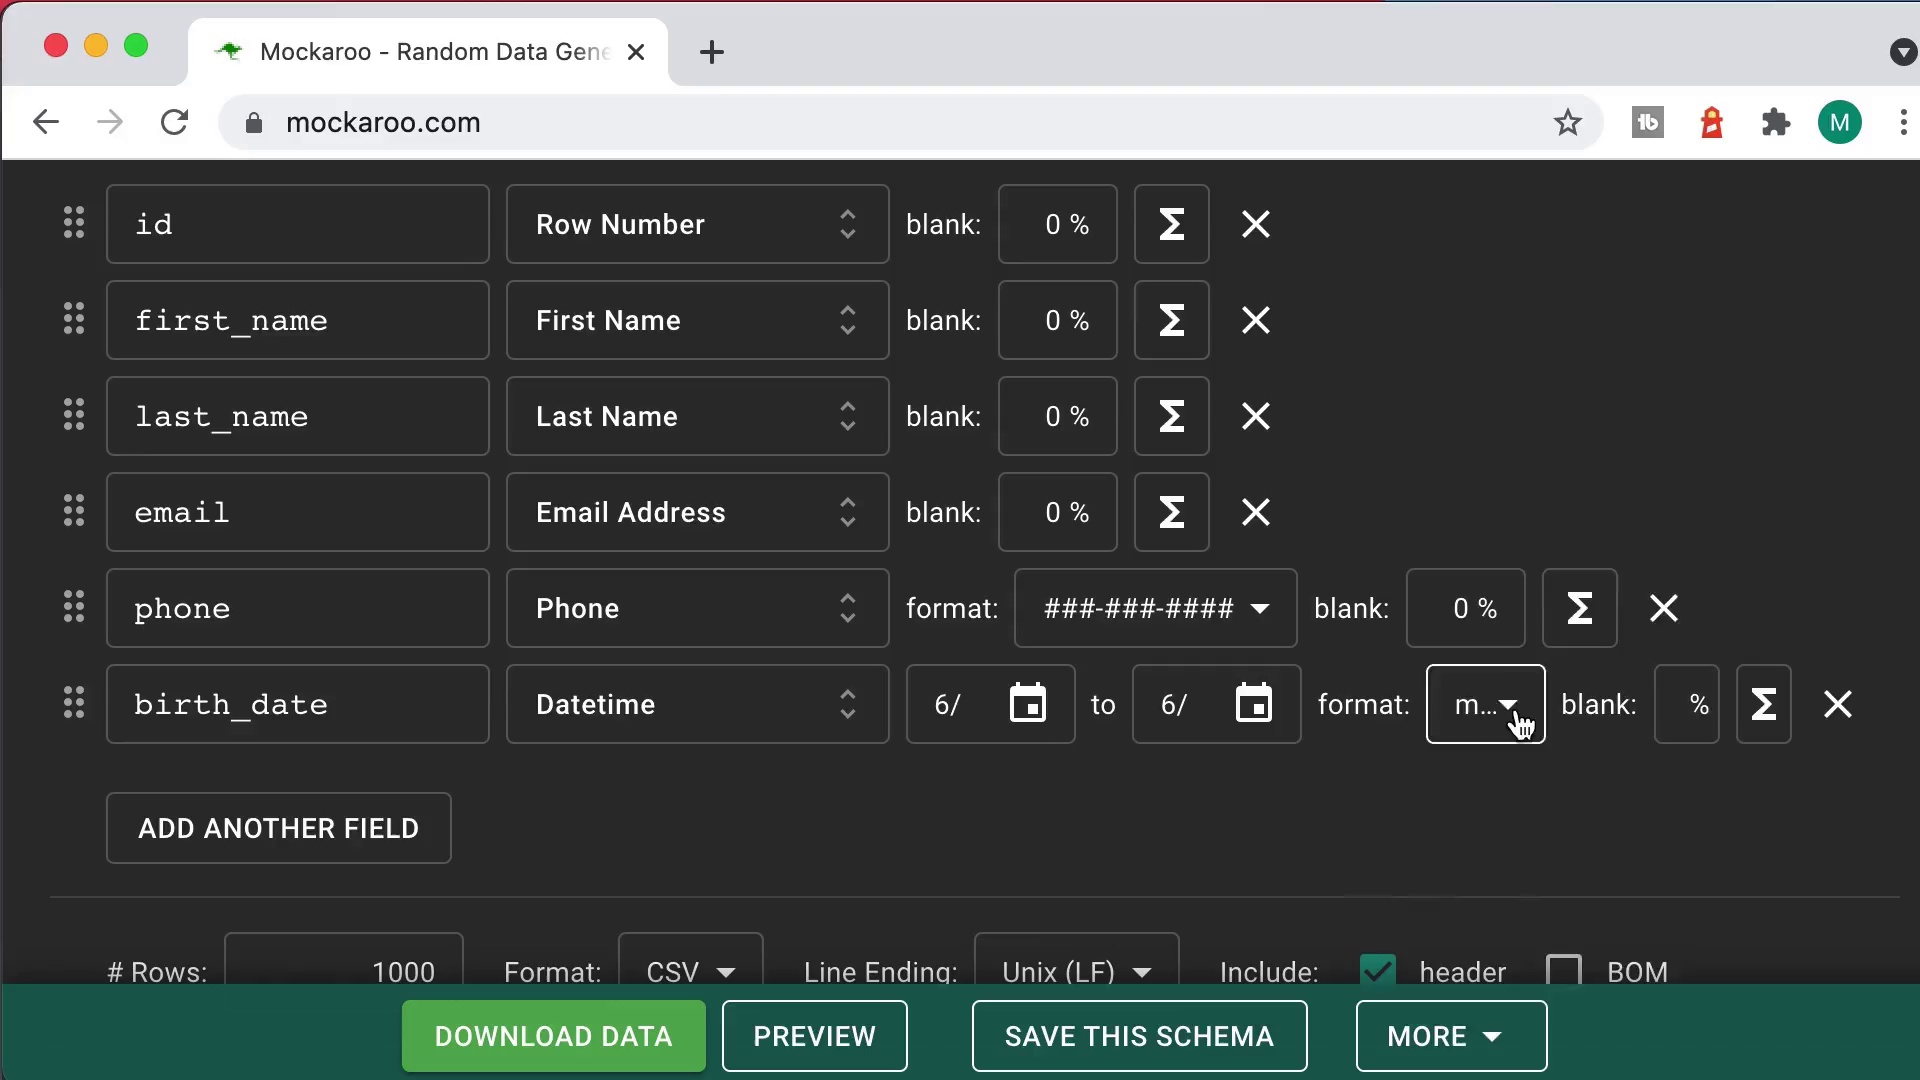 Mockaroo - Random Data Gene
mockaroo.com
M
id Row Number blank: 0 %
first_name First Name blank: 0 %
last_name Last Name blank: 0 %
email Email Address blank: 0 %
phone Phone format: ###-###-#### blank: 0 %
birth_date Datetime 6/ to 6/ format: m... blank: %
ADD ANOTHER FIELD
# Rows: 1000 Format: CSV Line Ending: Unix (LF) Include: header BOM
DOWNLOAD DATA PREVIEW SAVE THIS SCHEMA MORE